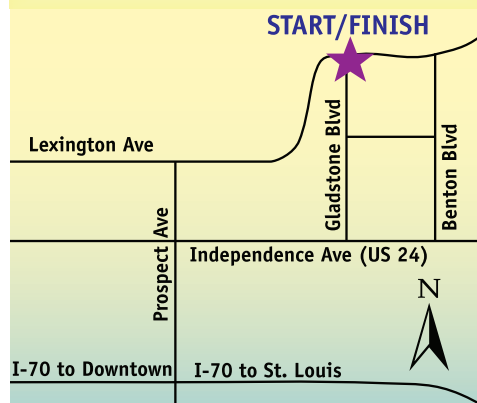 START/FINISH
Lexington Ave
Gladstone Blvd
Benton Blvd
Prospect Ave
Independence Ave (US 24)
N
I-70 to Downtown
I-70 to St. Louis